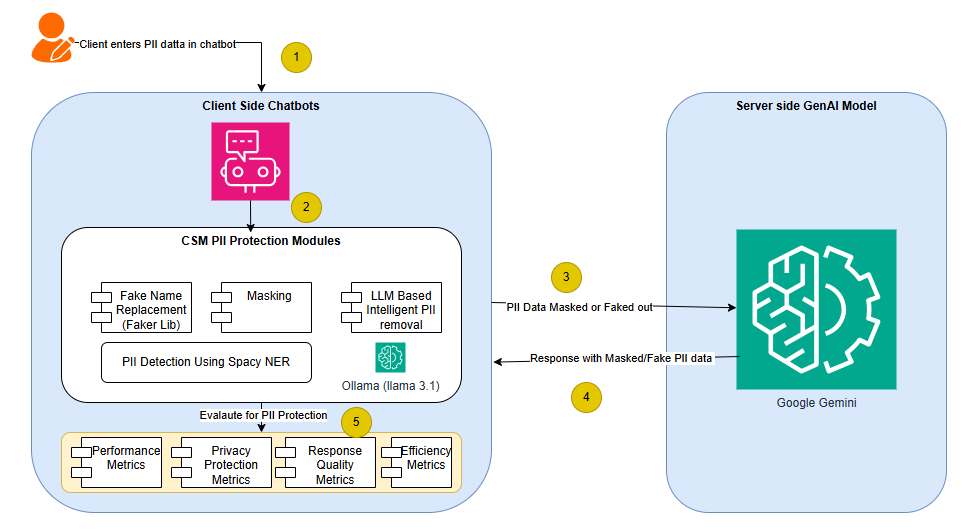 Client enters PII datta in chatbot
1
Client Side Chatbots
Server side GenAI Model
2
CSM PII Protection Modules
Fake Name
Replacement
(Faker Lib)
Masking
LLM Based
Intelligent PII
removal
PII Detection Using Spacy NER
Ollama (llama 3.1)
3
PII Data Masked or Faked out
Response with Masked/Fake PII data
4
Google Gemini
Evalaute for PII Protection
5
Performance
Metrics
Privacy
Protection
Metrics
Response
Quality
Metrics
Efficiency
Metrics